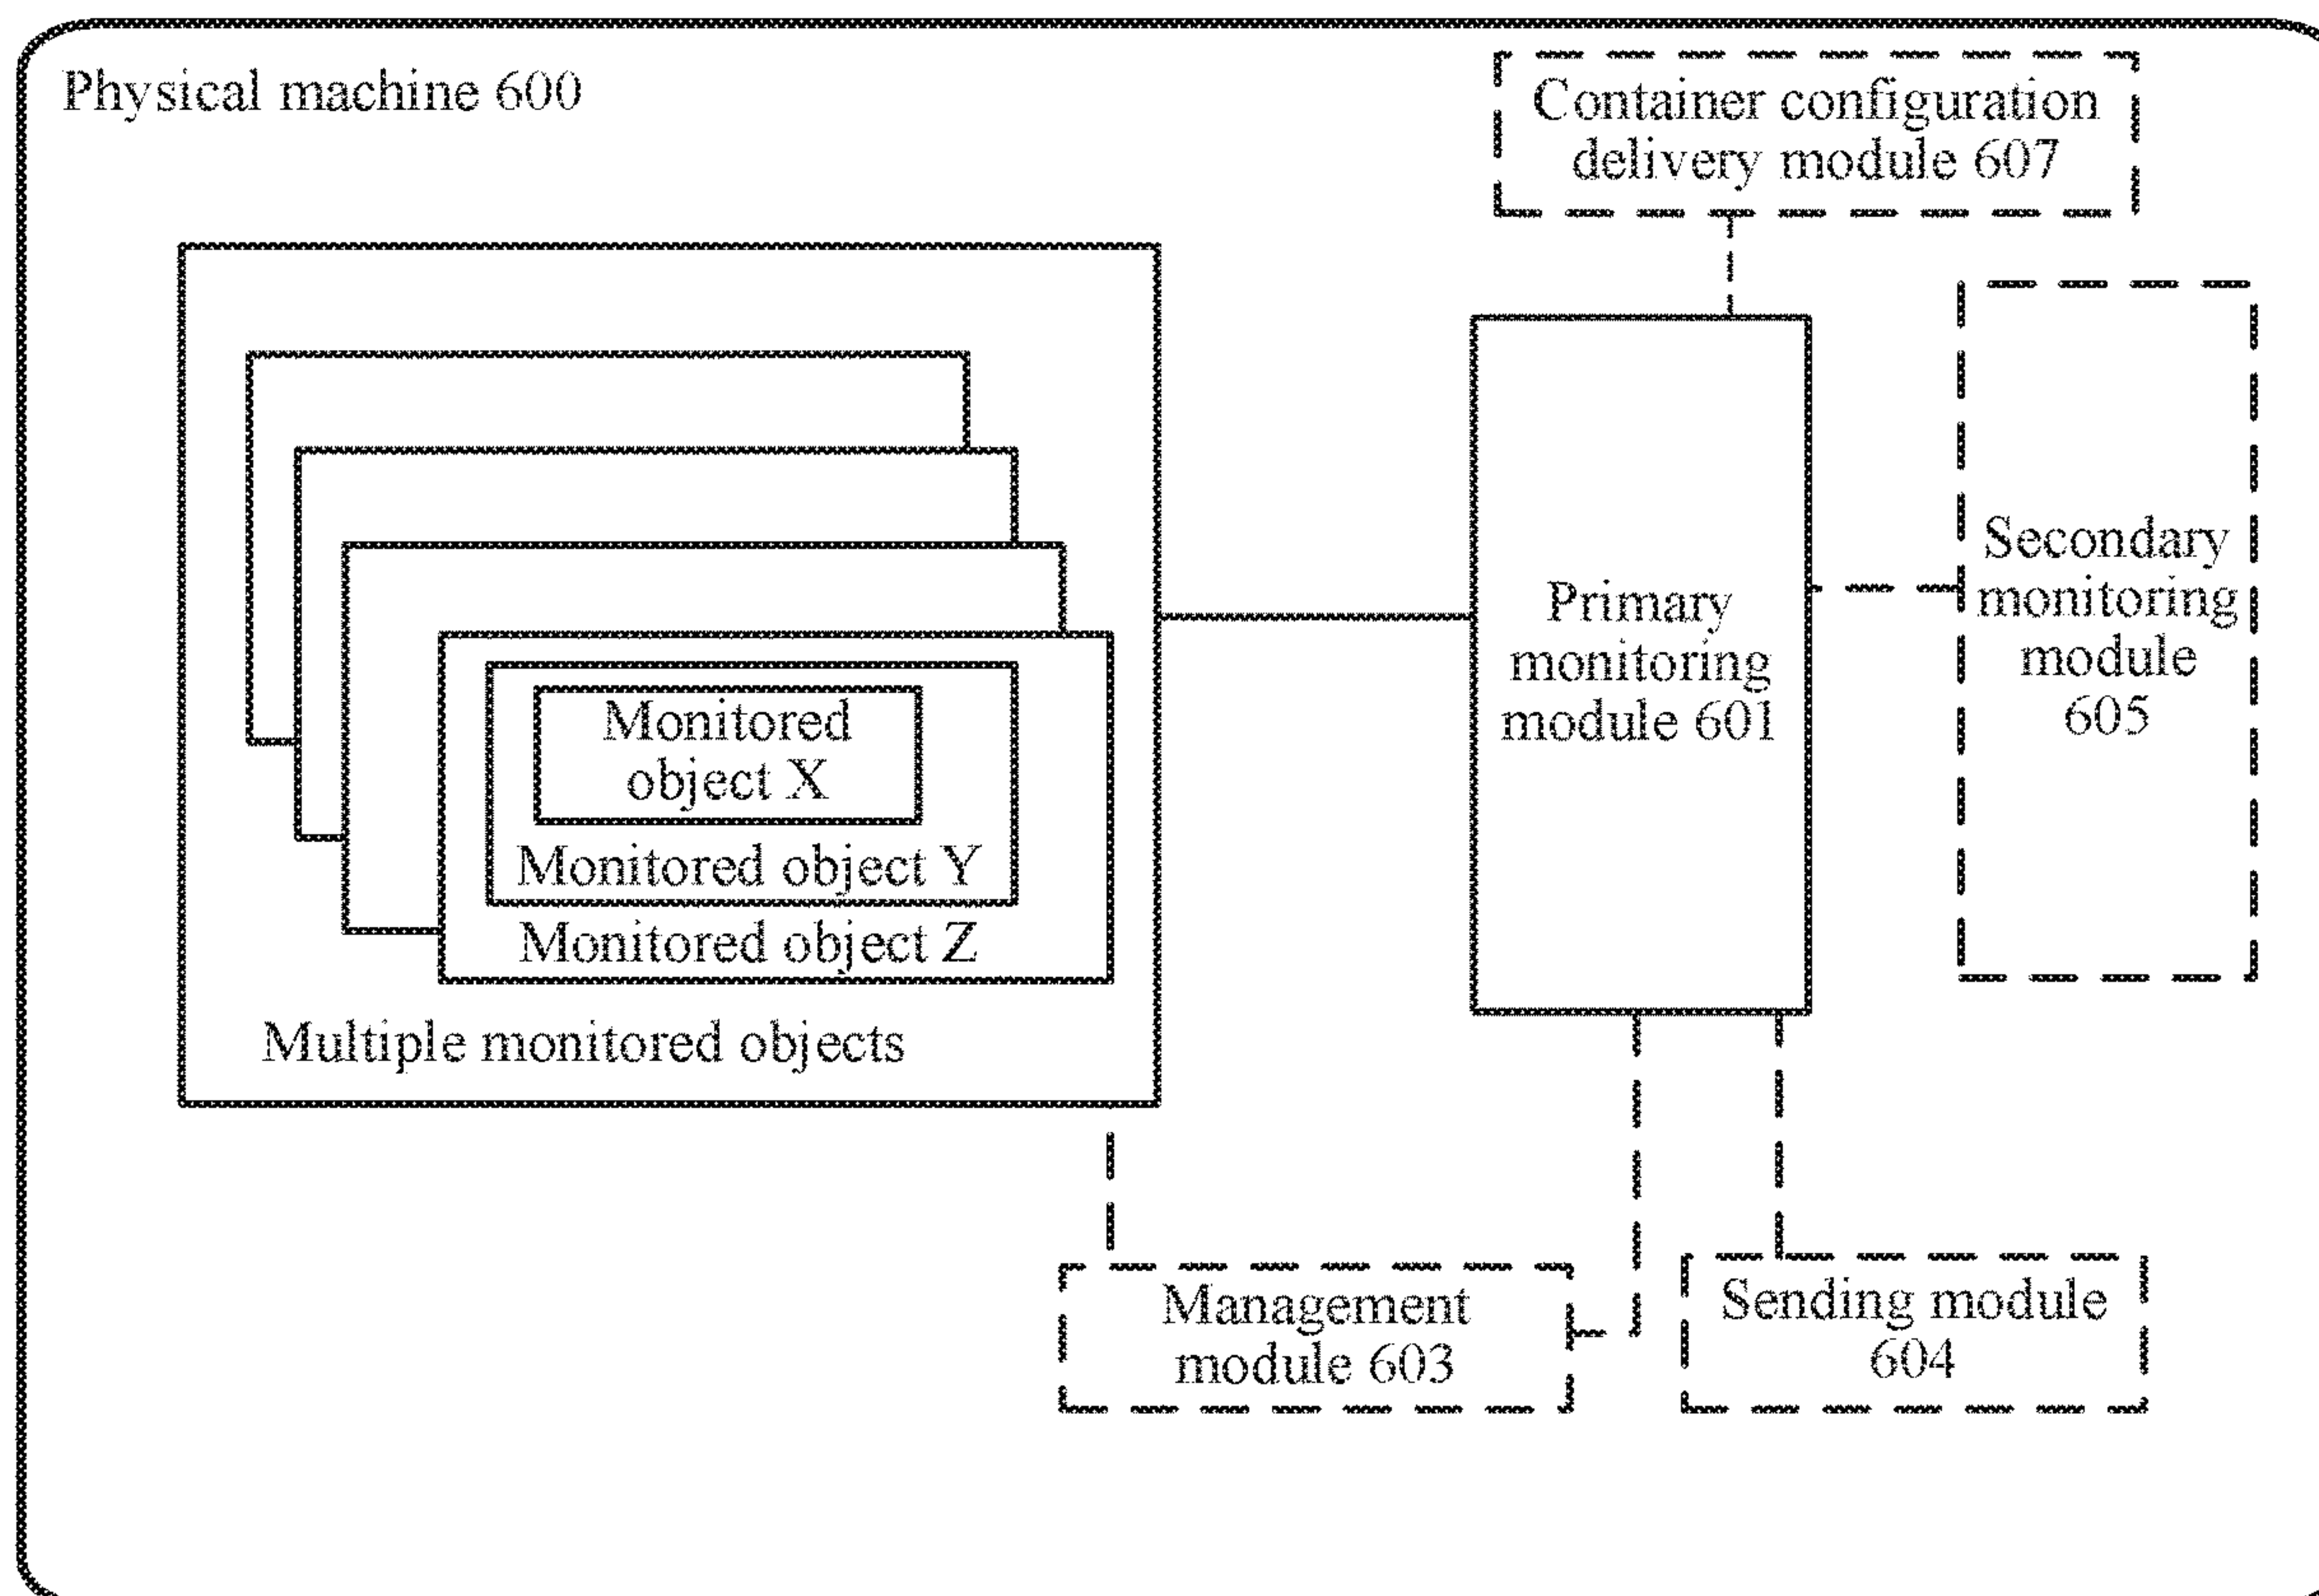 Physical machine 600
Container configuration
delivery module 607
Monitored
object X
Monitored object Y
Monitored object Z
Multiple monitored objects
Primary
monitoring
module 601
Secondary
monitoring
module
605
Management
module 603
Sending module
604